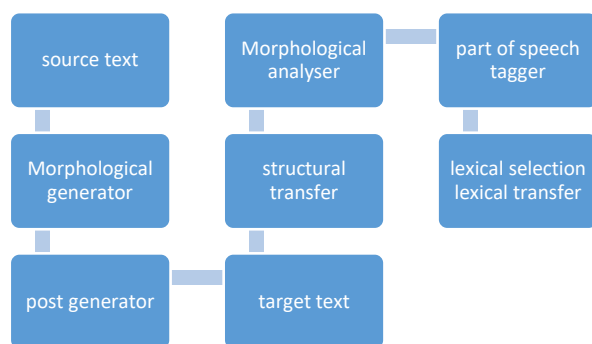 source text
Morphological
analyser
part of speech
tagger
Morphological
generator
structural
transfer
lexical selection
lexical transfer
post generator
target text